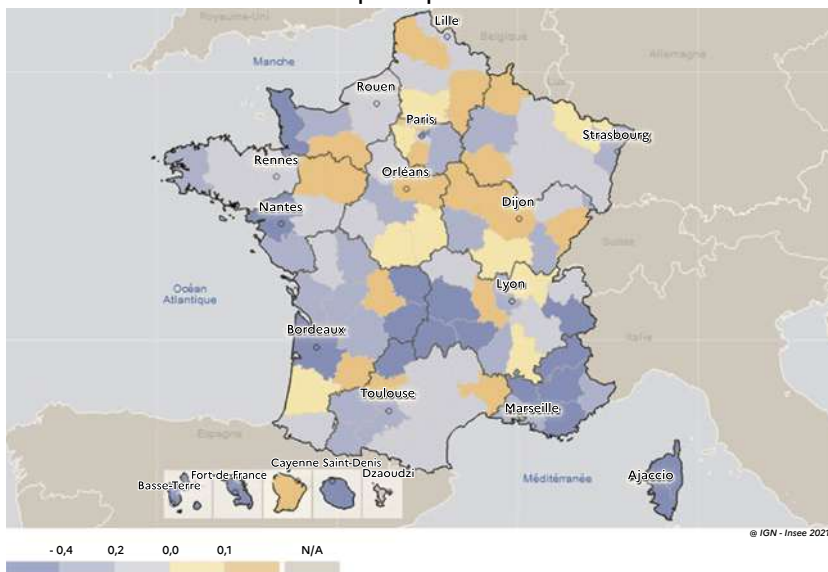 Royaume-Uni
Lille
Belgique
Manche
Allemagne
Rouen
Paris
Strasbourg
Rennes
Orléans
Nantes
Dijon
Suisse
Océan
Atlantique
Lyon
Bordeaux
Italie
Toulouse
Marseille
Espagne
Cayenne Saint-Denis
Fort-de-France
Dzaoudzi
Basse-Terre
Méditérranée
Ajaccio
@ IGN - Insee 2021
- 0,4 0,2 0,0 0,1 N/A